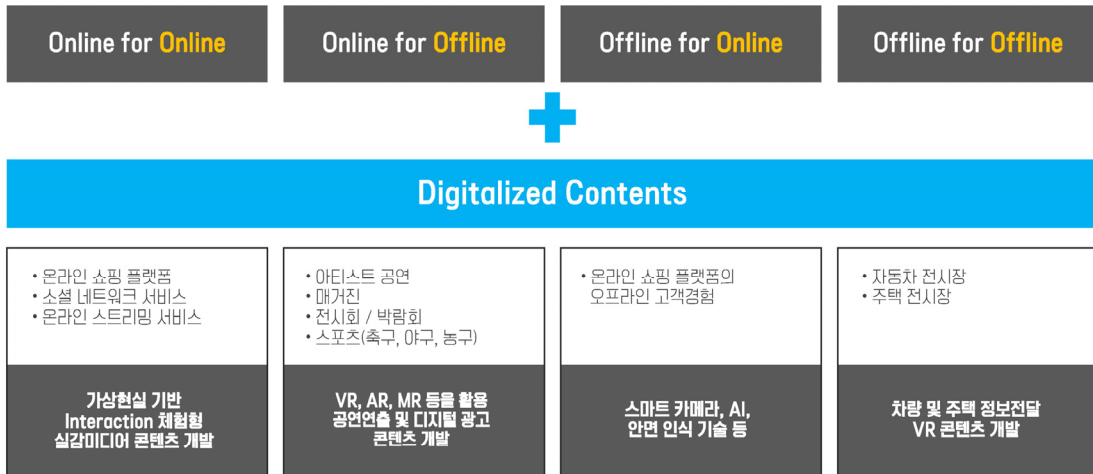 Online for Online
Online for Offline
Offline for Online
Offline for Offline
Digitalized Contents
• 온라인 쇼핑 플랫폼
• 소셜 네트워크 서비스
• 온라인 스트리밍 서비스
가상현실 기반
Interaction 체험형
실감미디어 콘텐츠 개발
• 아티스트 공연
• 매거진
• 전시회 / 박람회
• 스포츠(축구, 야구, 농구)
VR, AR, MR 등을 활용
공연연출 및 디지털 광고
콘텐츠 개발
• 온라인 쇼핑 플랫폼의
오프라인 고객경험
스마트 카메라, AI,
안면 인식 기술 등
• 자동차 전시장
• 주택 전시장
차량 및 주택 정보전달
VR 콘텐츠 개발